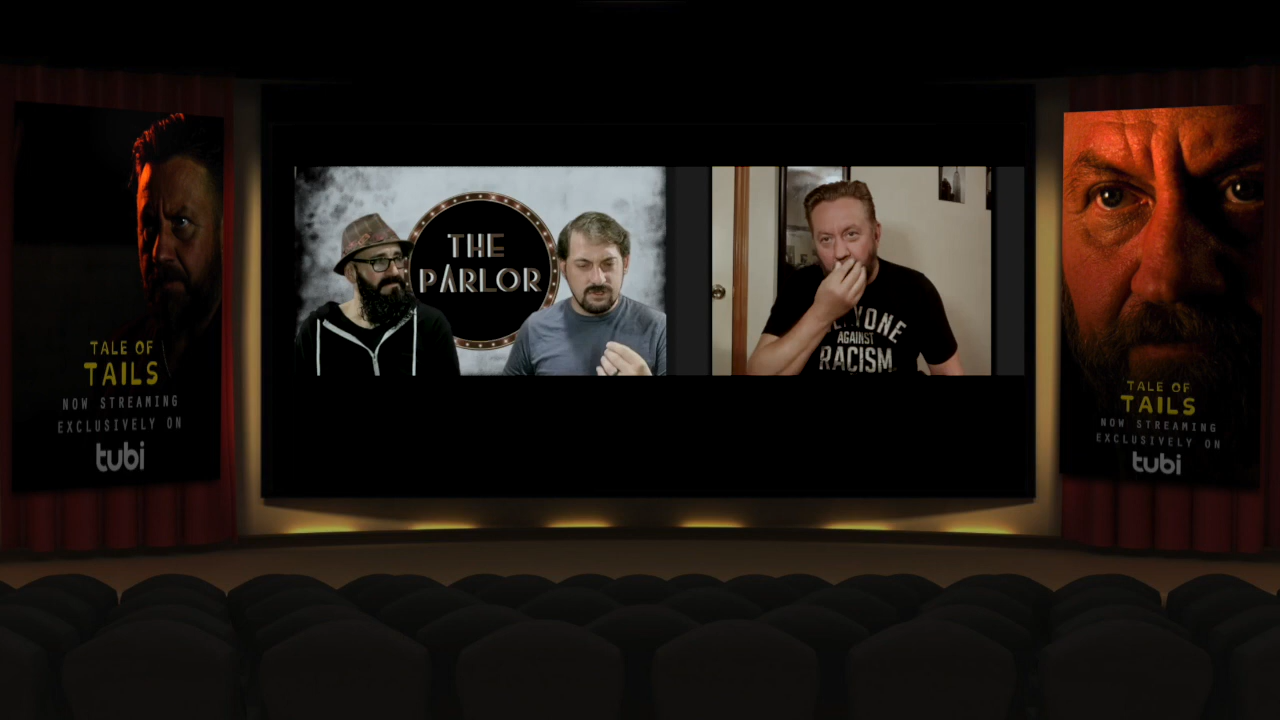 TALE OF
TAILS
NOW STREAMING
EXCLUSIVELY ON
tubi
THE
PARLOR
AGAINST
RACISM.
TALE OF
TAILS
NOW STREAMING
EXCLUSIVELY ON
tubi